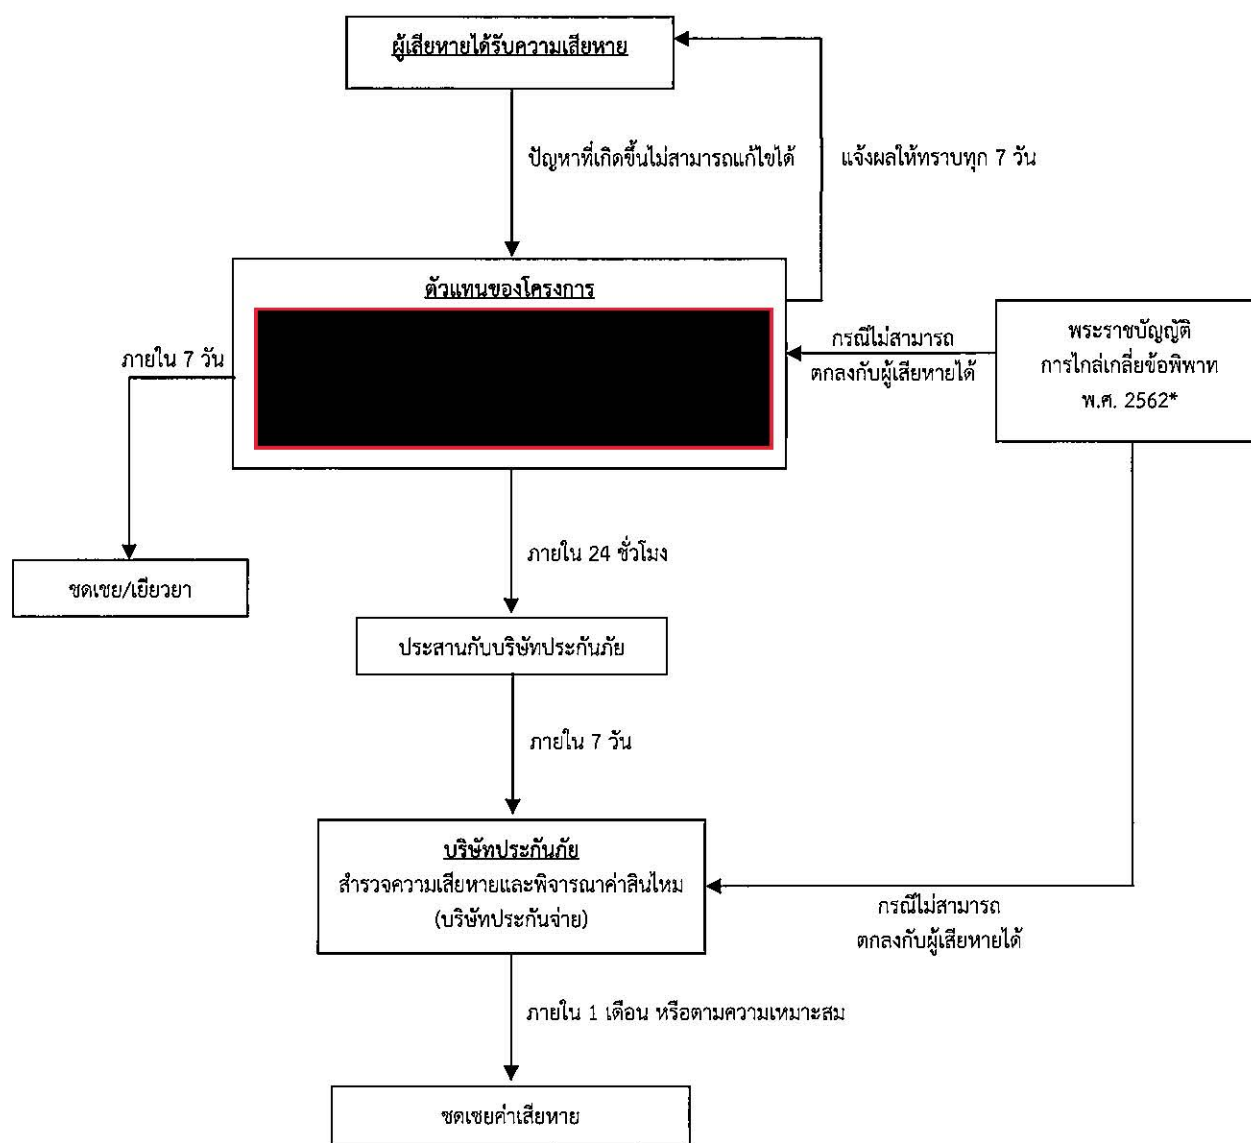 ผู้เสียหายได้รับความเสียหาย
ปัญหาที่เกิดขึ้นไม่สามารถแก้ไขได้
แจ้งผลให้ทราบทุก 7 วัน
ตัวแทนของโครงการ
ภายใน 7 วัน
กรณีไม่สามารถ
ตกลงกับผู้เสียหายได้
พระราชบัญญัติ
การไกล่เกลี่ยข้อพิพาท
พ.ศ. 2562*
ภายใน 24 ชั่วโมง
ชดเชย/เยียวยา
ประสานกับบริษัทประกันภัย
ภายใน 7 วัน
บริษัทประกันภัย
สำรวจความเสียหายและพิจารณาค่าสินไหม
(บริษัทประกันจ่าย)
กรณีไม่สามารถ
ตกลงกับผู้เสียหายได้
ภายใน 1 เดือน หรือตามความเหมาะสม
ชดเชยค่าเสียหาย